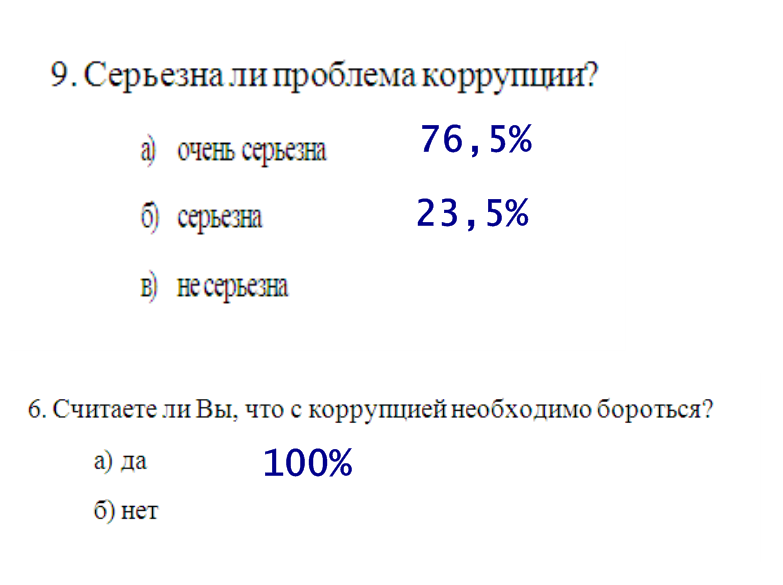 9. Серьезна ли проблема коррупции?
а) очень серьезна 76,5%
б) серьезна 23,5%
в) не серьезна
6. Считаете ли Вы, что с коррупцией необходимо бороться?
а) да 100%
б) нет